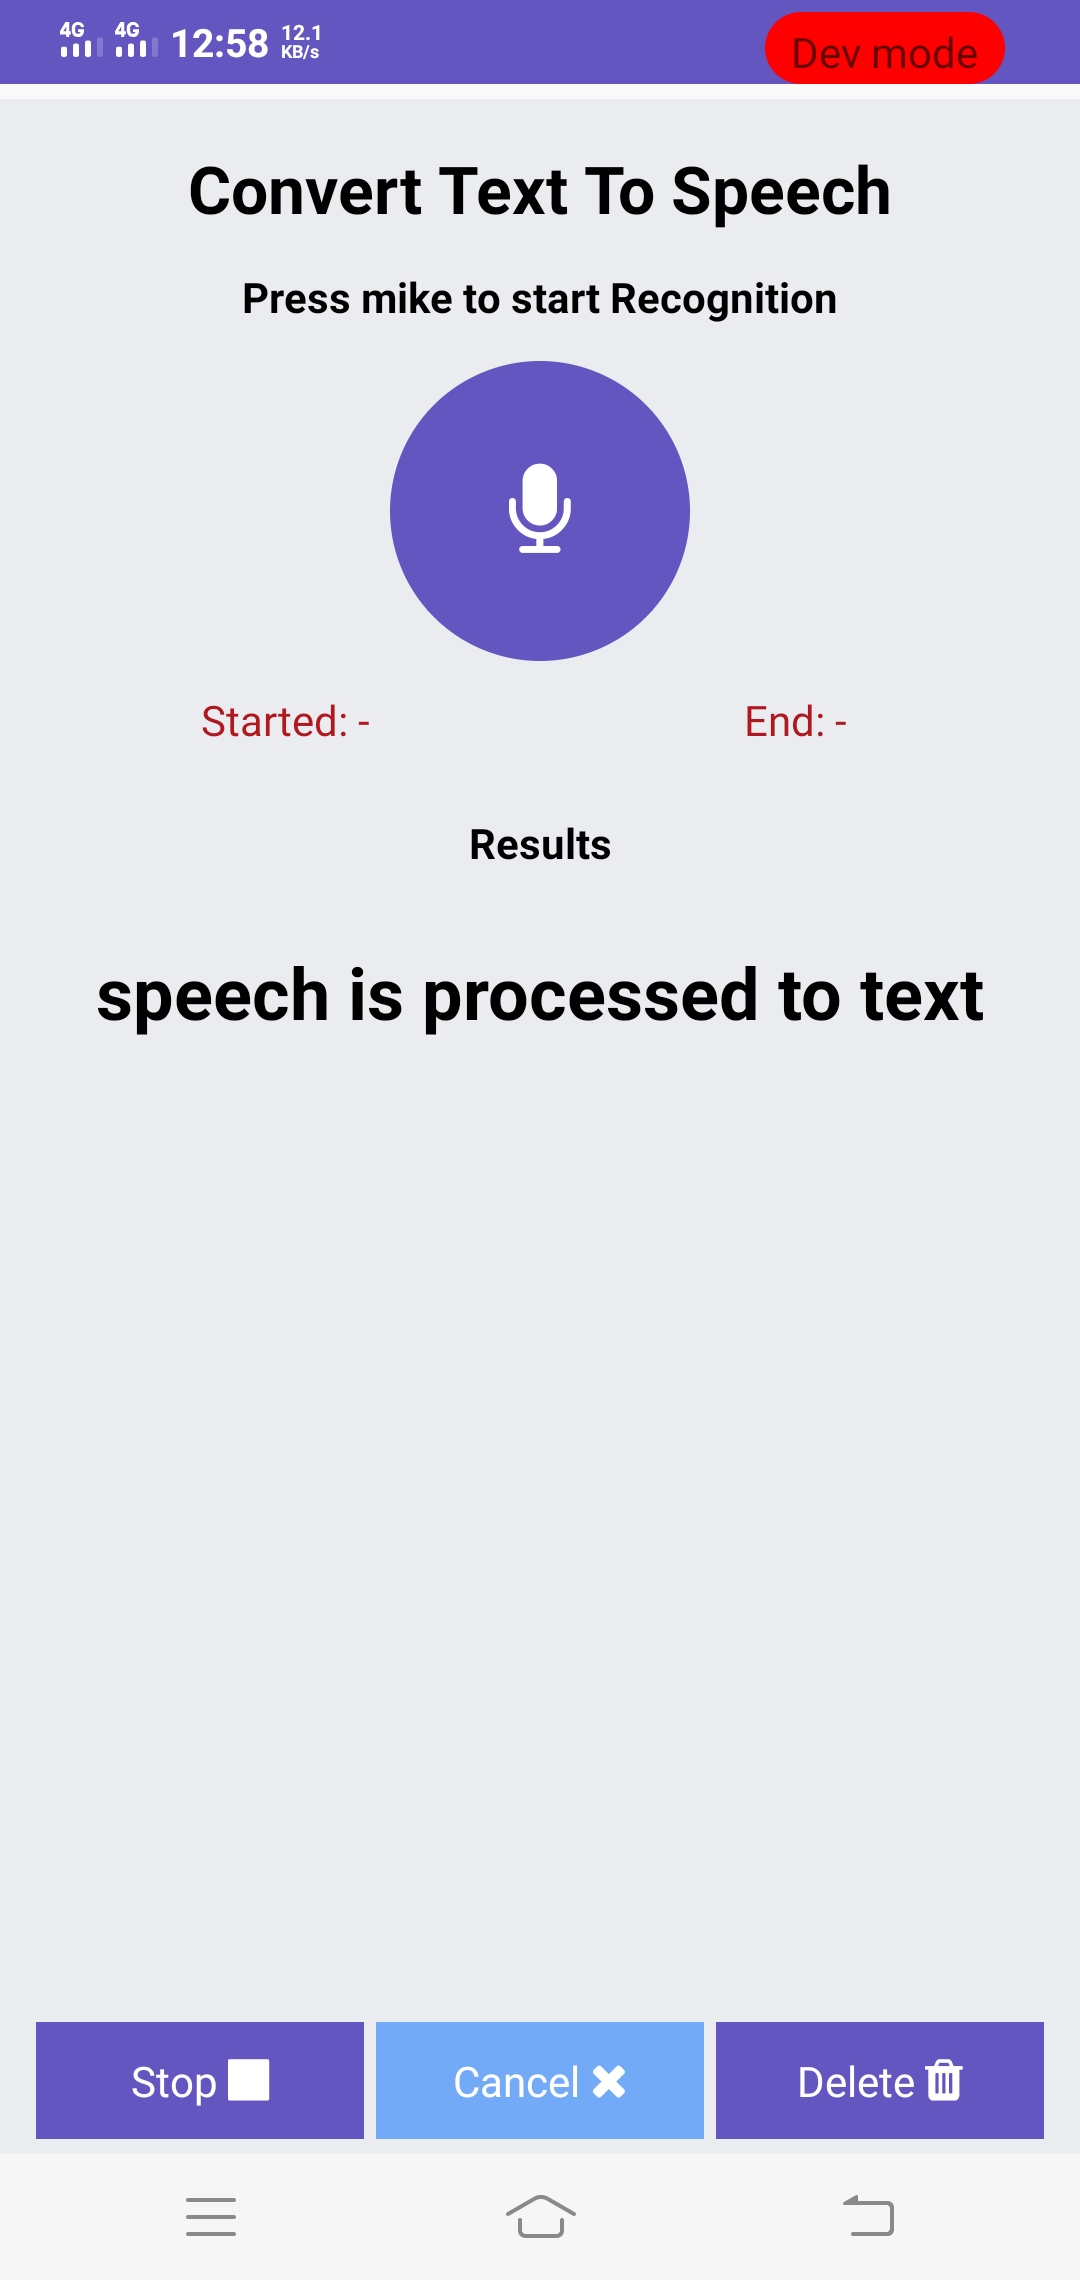 4G 4G 12:58 12.1 KB/s
Dev mode
Convert Text To Speech
Press mike to start Recognition
Started: -
End: -
Results
speech is processed to text
Stop
Cancel
Delete